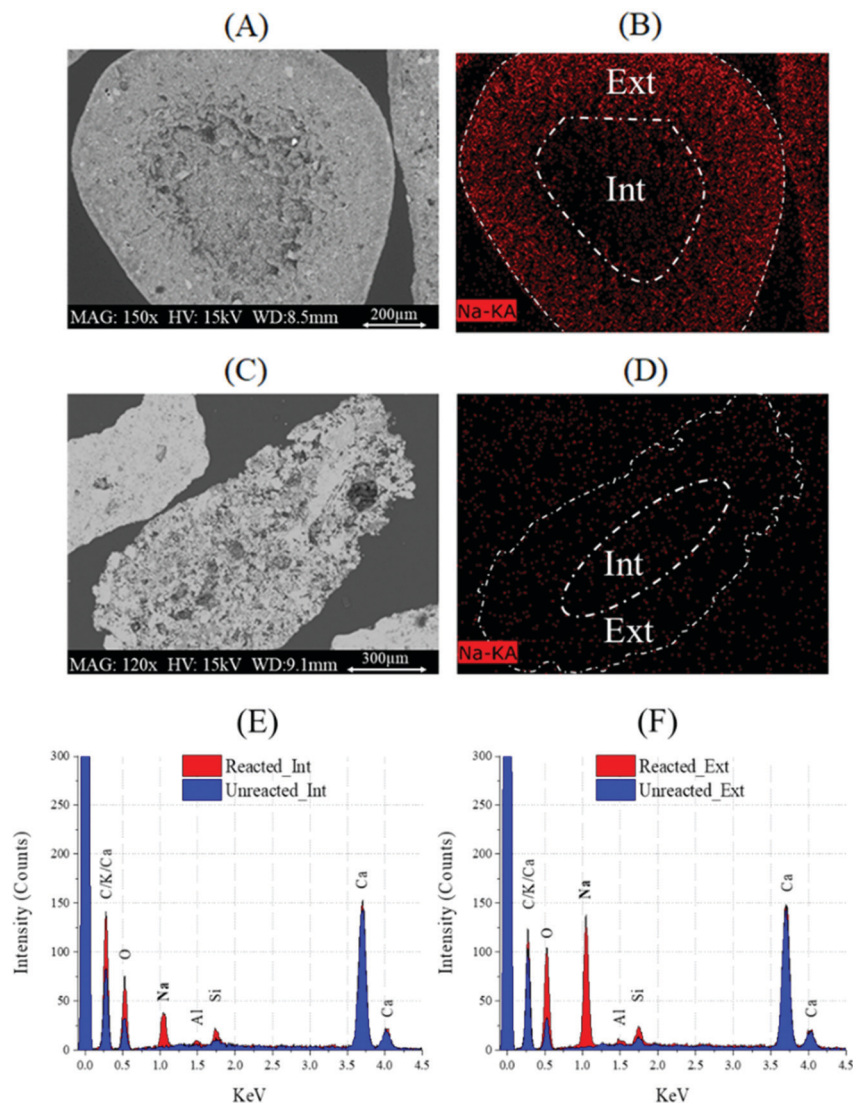 (A)
(B)
Ext
Int
MAG: 150x HV: 15kV WD:8.5mm
200μm
Na-KA
(C)
(D)
Int
Ext
MAG: 120x HV: 15kV WD:9.1mm
300μm
Na-KA
(E)
(F)
300
250
200
150
100
50
0
Intensity (Counts)
Reacted_Int
Unreacted_Int
C/K/Ca
O
Na
Al
Si
Ca
Ca
0.0 0.5 1.0 1.5 2.0 2.5 3.0 3.5 4.0 4.5
KeV
300
250
200
150
100
50
0
Intensity (Counts)
Reacted_Ext
Unreacted_Ext
C/K/Ca
O
Na
Al
Si
Ca
Ca
0.0 0.5 1.0 1.5 2.0 2.5 3.0 3.5 4.0 4.5
KeV